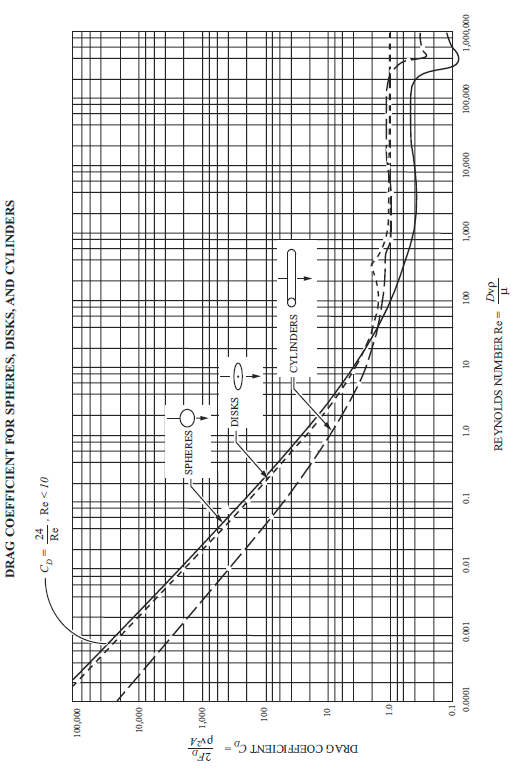 DRAG COEFFICIENT FOR SPHERES, DISKS, AND CYLINDERS
C_D = 24/Re , Re < 10
SPHERES
DISKS
CYLINDERS
DRAG COEFFICIENT C_D = 2F_D/ρv²A
100,000
10,000
1,000
100
10
1.0
0.1
0.0001
0.001
0.01
0.1
1.0
10
100
1,000
10,000
100,000
1,000,000
REYNOLDS NUMBER Re = Dvρ/μ